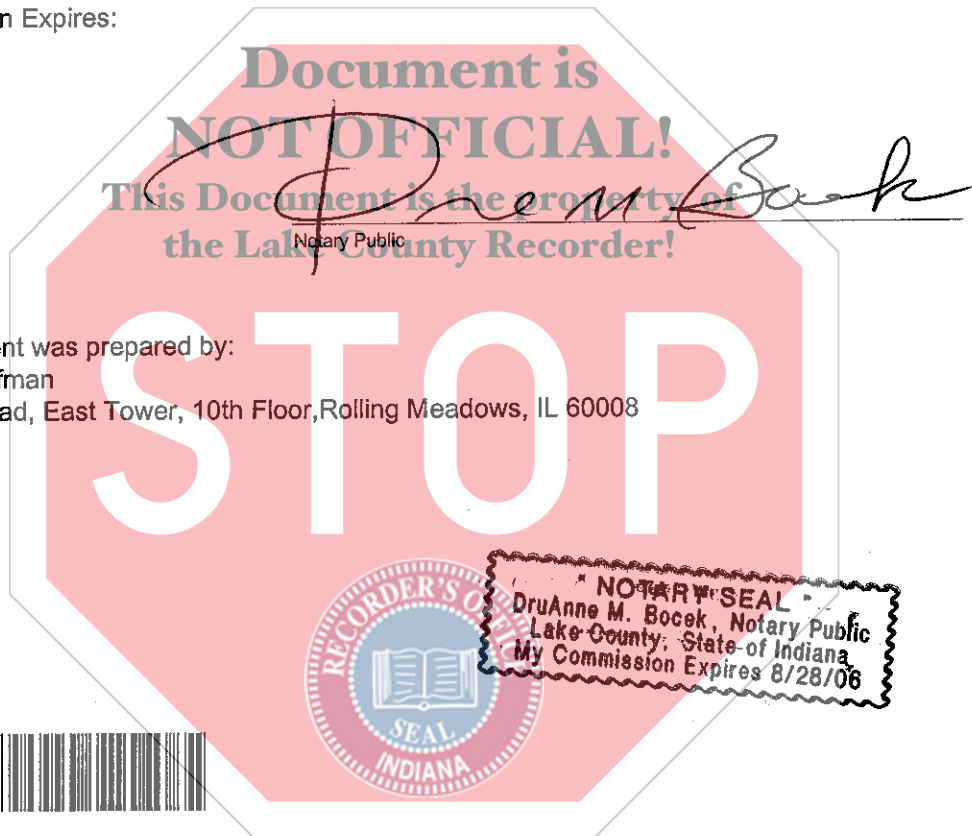 n Expires:
Document is
NOT OFFICIAL!
This Document is the property of
the Lake County Recorder!
Notary Public
STOP
nt was prepared by:
fman
ad, East Tower, 10th Floor,Rolling Meadows, IL 60008
" NOTARY SEAL "
DruAnne M. Bocek, Notary Public
Lake County, State of Indiana
My Commission Expires 8/28/06
RECORDER'S OFFICE
SEAL
INDIANA